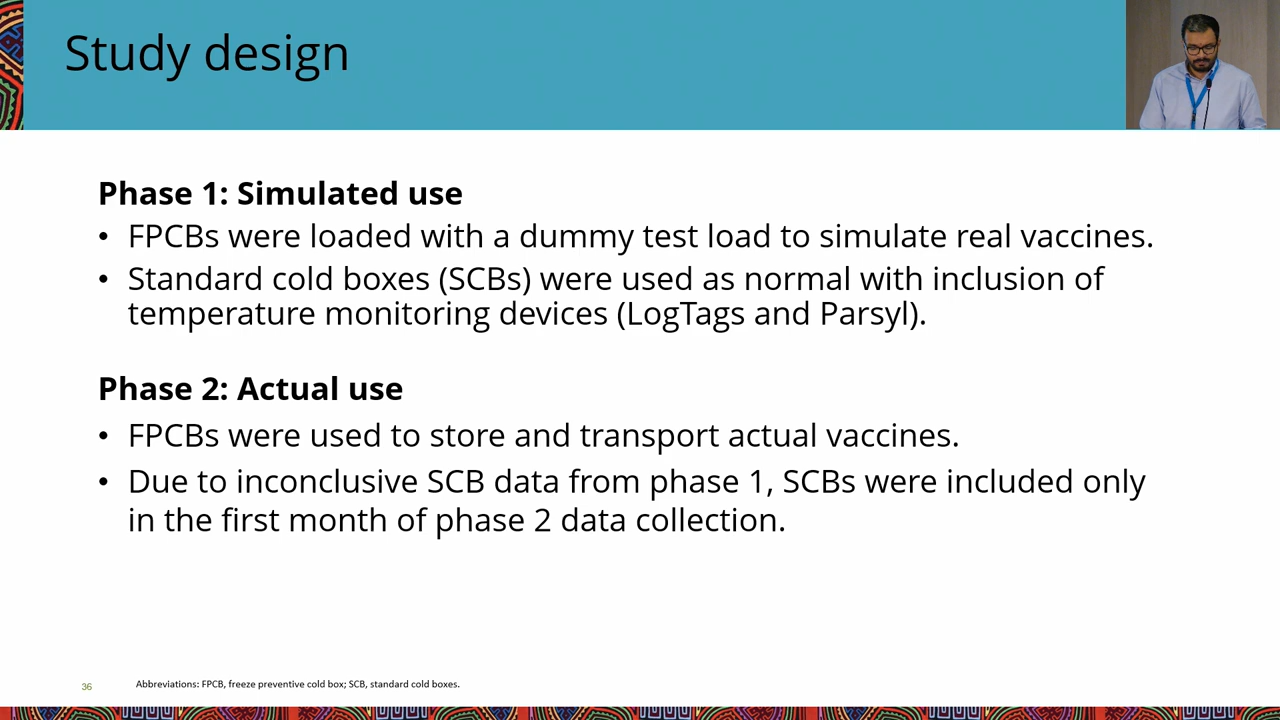 Study design
Phase 1: Simulated use
• FPCBs were loaded with a dummy test load to simulate real vaccines.
• Standard cold boxes (SCBs) were used as normal with inclusion of
temperature monitoring devices (LogTags and Parsyl).
Phase 2: Actual use
• FPCBs were used to store and transport actual vaccines.
• Due to inconclusive SCB data from phase 1, SCBs were included only
in the first month of phase 2 data collection.
36
Abbreviations: FPCB, freeze preventive cold box; SCB, standard cold boxes.